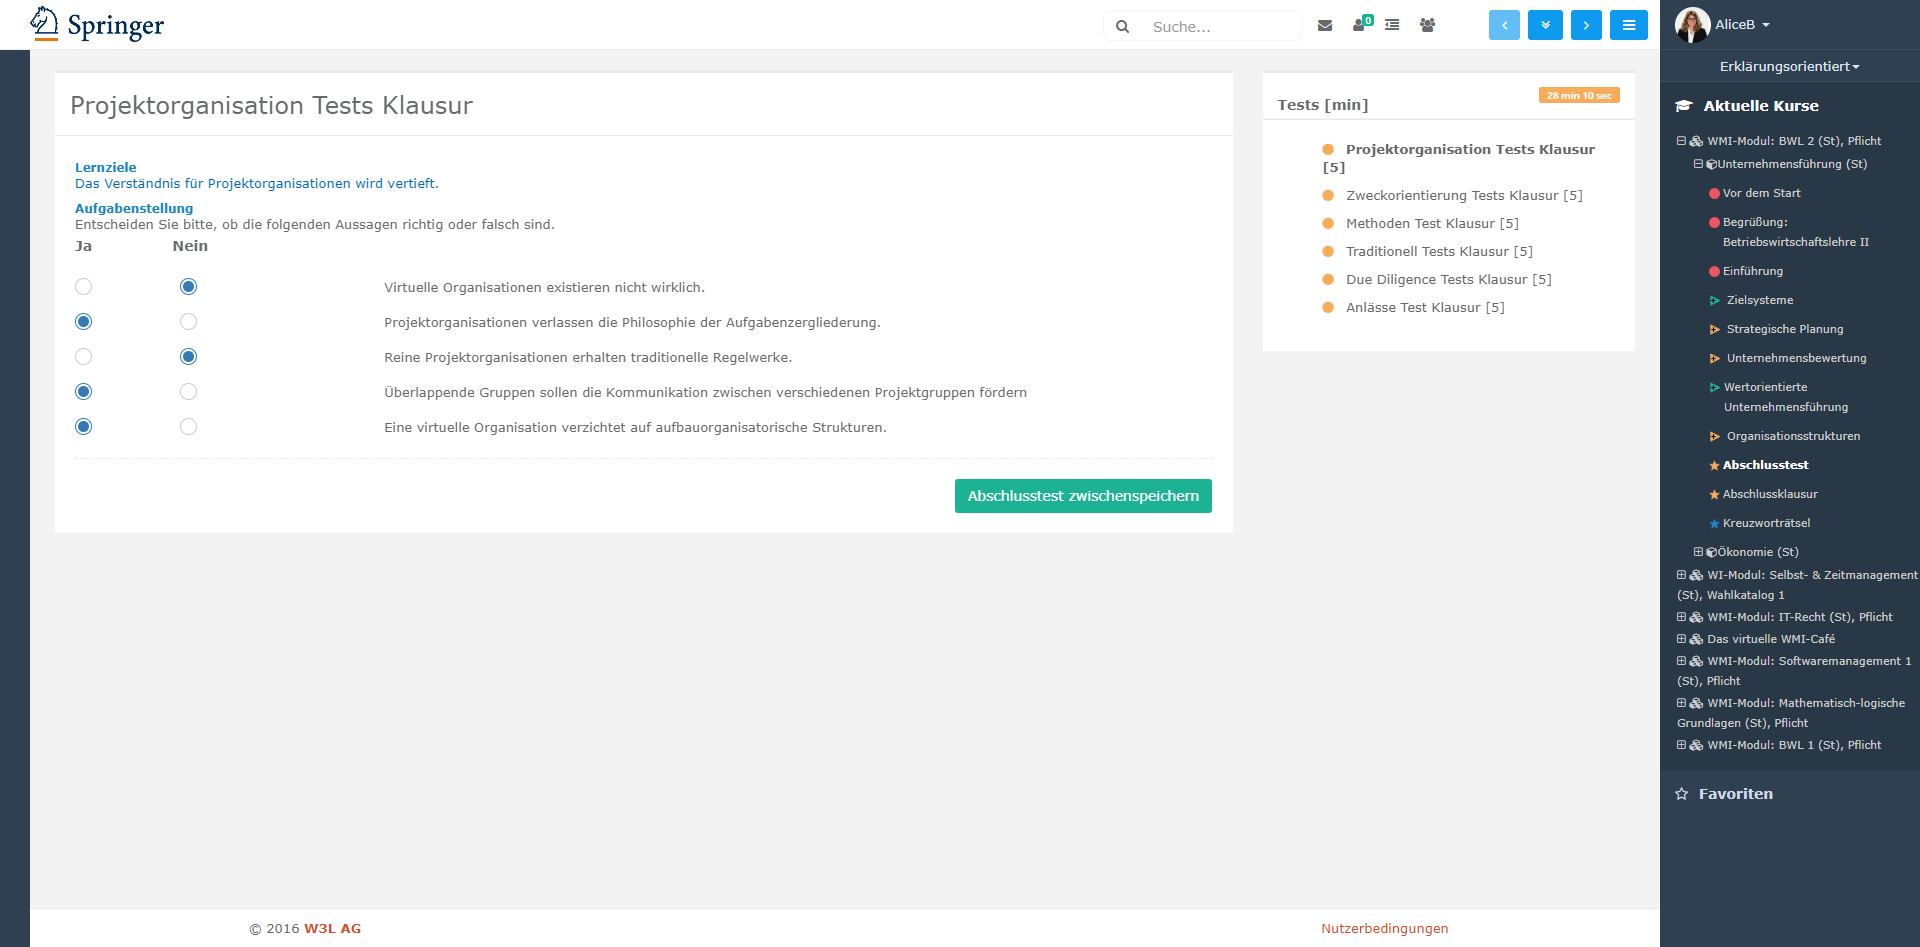 Springer
Suche...
0
AliceB
Erklärungsorientiert
Projektorganisation Tests Klausur
Lernziele
Das Verständnis für Projektorganisationen wird vertieft.
Aufgabenstellung
Entscheiden Sie bitte, ob die folgenden Aussagen richtig oder falsch sind.
Ja Nein
Virtuelle Organisationen existieren nicht wirklich.
Projektorganisationen verlassen die Philosophie der Aufgabenzergliederung.
Reine Projektorganisationen erhalten traditionelle Regelwerke.
Überlappende Gruppen sollen die Kommunikation zwischen verschiedenen Projektgruppen fördern
Eine virtuelle Organisation verzichtet auf aufbauorganisatorische Strukturen.
Abschlusstest zwischenspeichern
Tests [min]
28 min 10 sec
Projektorganisation Tests Klausur
[5]
Zweckorientierung Tests Klausur [5]
Methoden Test Klausur [5]
Traditionell Tests Klausur [5]
Due Diligence Tests Klausur [5]
Anlässe Test Klausur [5]
Aktuelle Kurse
WMI-Modul: BWL 2 (St), Pflicht
Unternehmensführung (St)
Vor dem Start
Begrüßung:
Betriebswirtschaftslehre II
Einführung
Zielsysteme
Strategische Planung
Unternehmensbewertung
Wertorientierte
Unternehmensführung
Organisationsstrukturen
Abschlusstest
Abschlussklausur
Kreuzworträtsel
Ökonomie (St)
WI-Modul: Selbst- & Zeitmanagement
(St), Wahlkatalog 1
WMI-Modul: IT-Recht (St), Pflicht
Das virtuelle WMI-Café
WMI-Modul: Softwaremanagement 1
(St), Pflicht
WMI-Modul: Mathematisch-logische
Grundlagen (St), Pflicht
WMI-Modul: BWL 1 (St), Pflicht
Favoriten
© 2016 W3L AG
Nutzerbedingungen